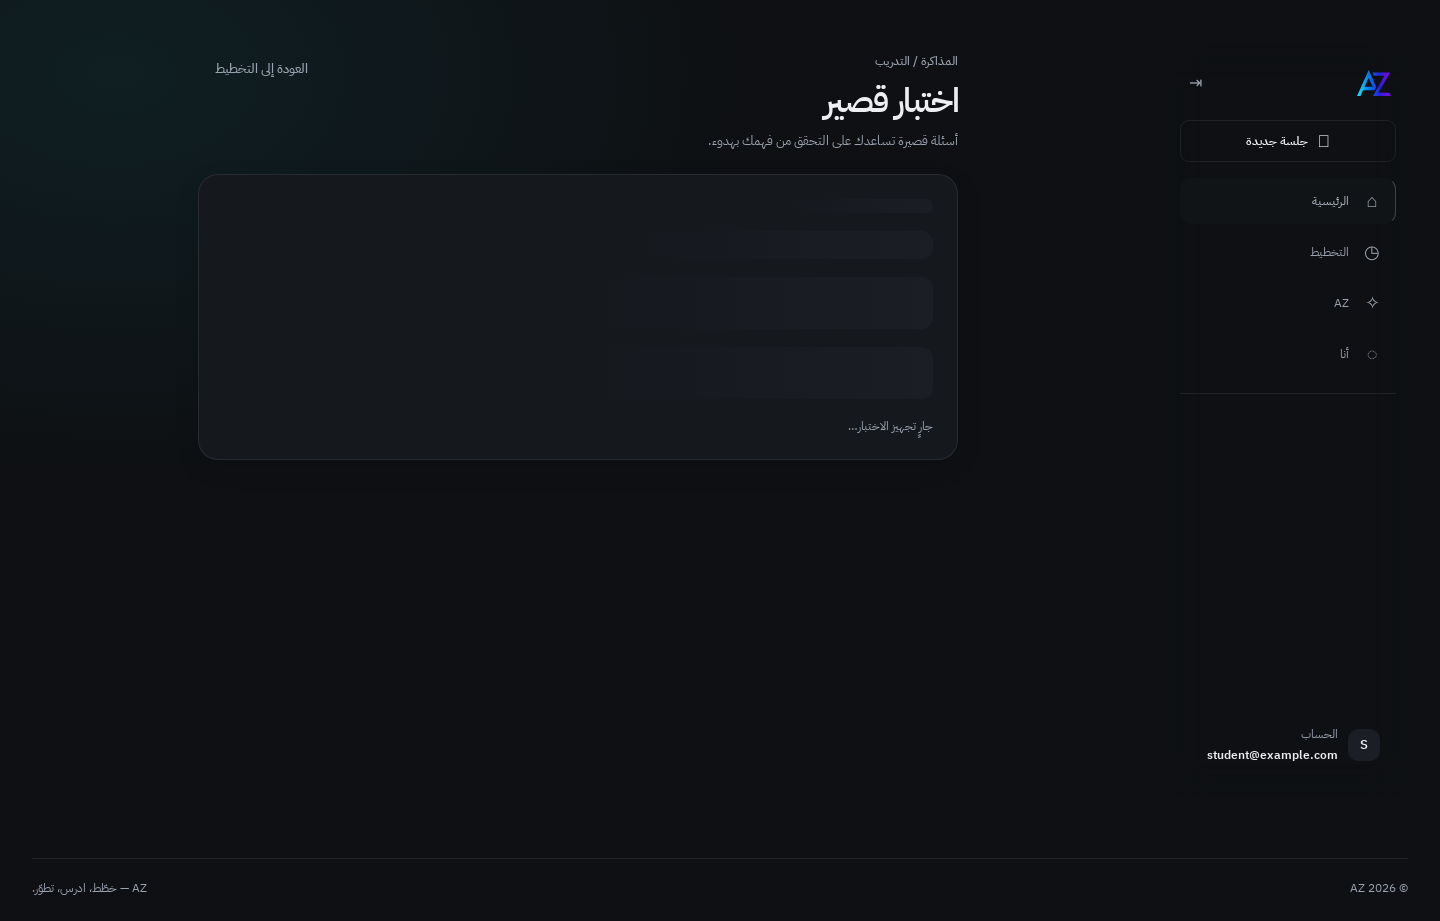 AZ
جلسة جديدة
الرئيسية
التخطيط
AZ
أنا
الحساب
S
student@example.com
المذاكرة / التدريب
اختبار قصير
أسئلة قصيرة تساعدك على التحقق من فهمك بهدوء.
العودة إلى التخطيط
جارٍ تجهيز الاختبار...
© 2026 AZ
AZ — خطّط، ادرس، تطوّر.